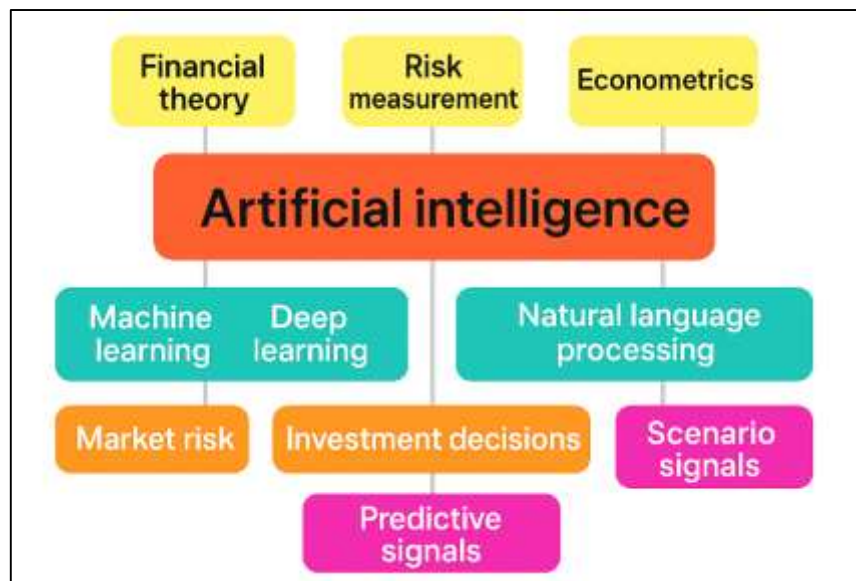 Financial
theory
Risk
measurement
Econometrics
Artificial intelligence
Machine
learning
Deep
learning
Natural language
processing
Market risk
Investment decisions
Scenario
signals
Predictive
signals